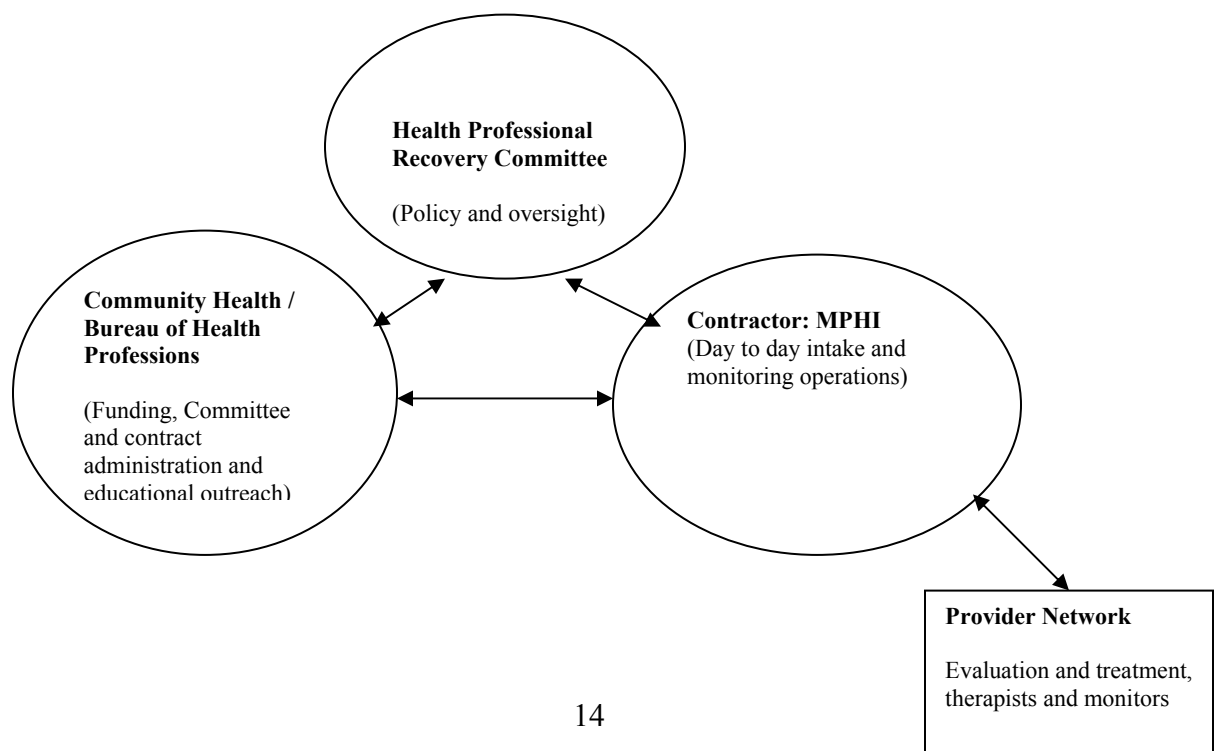 Health Professional
Recovery Committee
(Policy and oversight)
Community Health /
Bureau of Health
Professions
(Funding, Committee
and contract
administration and
educational outreach)
Contractor: MPHI
(Day to day intake and
monitoring operations)
Provider Network
Evaluation and treatment,
therapists and monitors
14